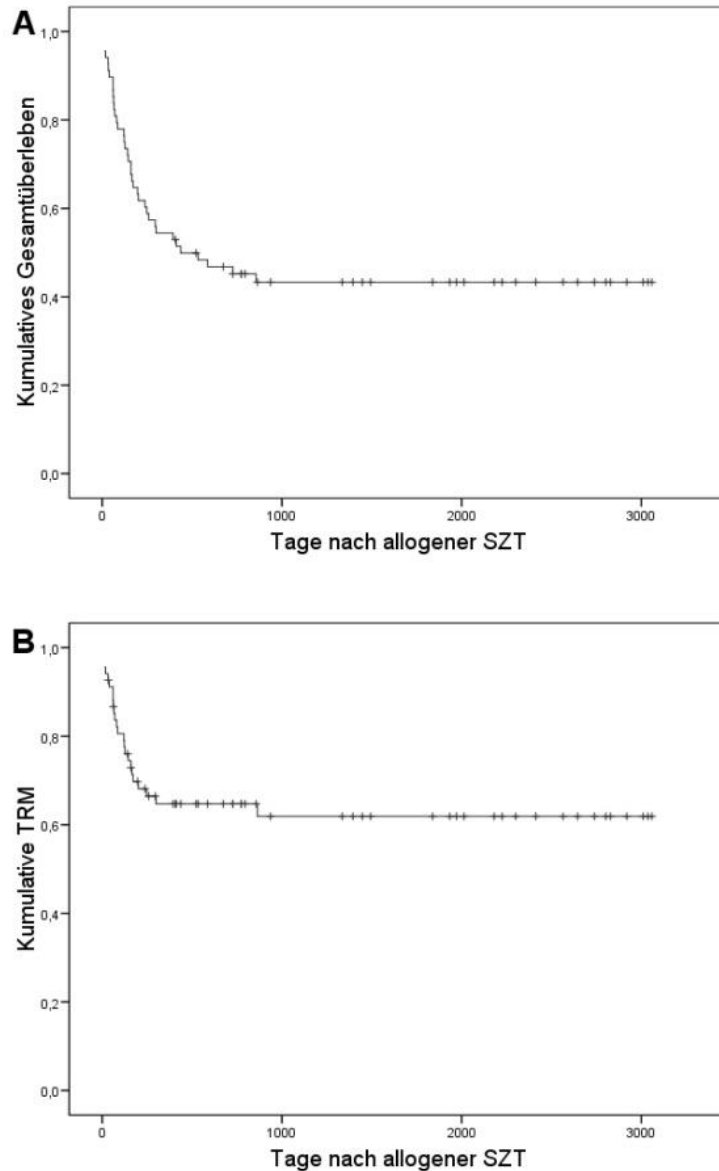 A
Kumulatives Gesamtüberleben
1,0
0,8
0,6
0,4
0,2
0,0
0 1000 2000 3000
Tage nach allogener SZT
B
Kumulative TRM
1,0
0,8
0,6
0,4
0,2
0,0
0 1000 2000 3000
Tage nach allogener SZT